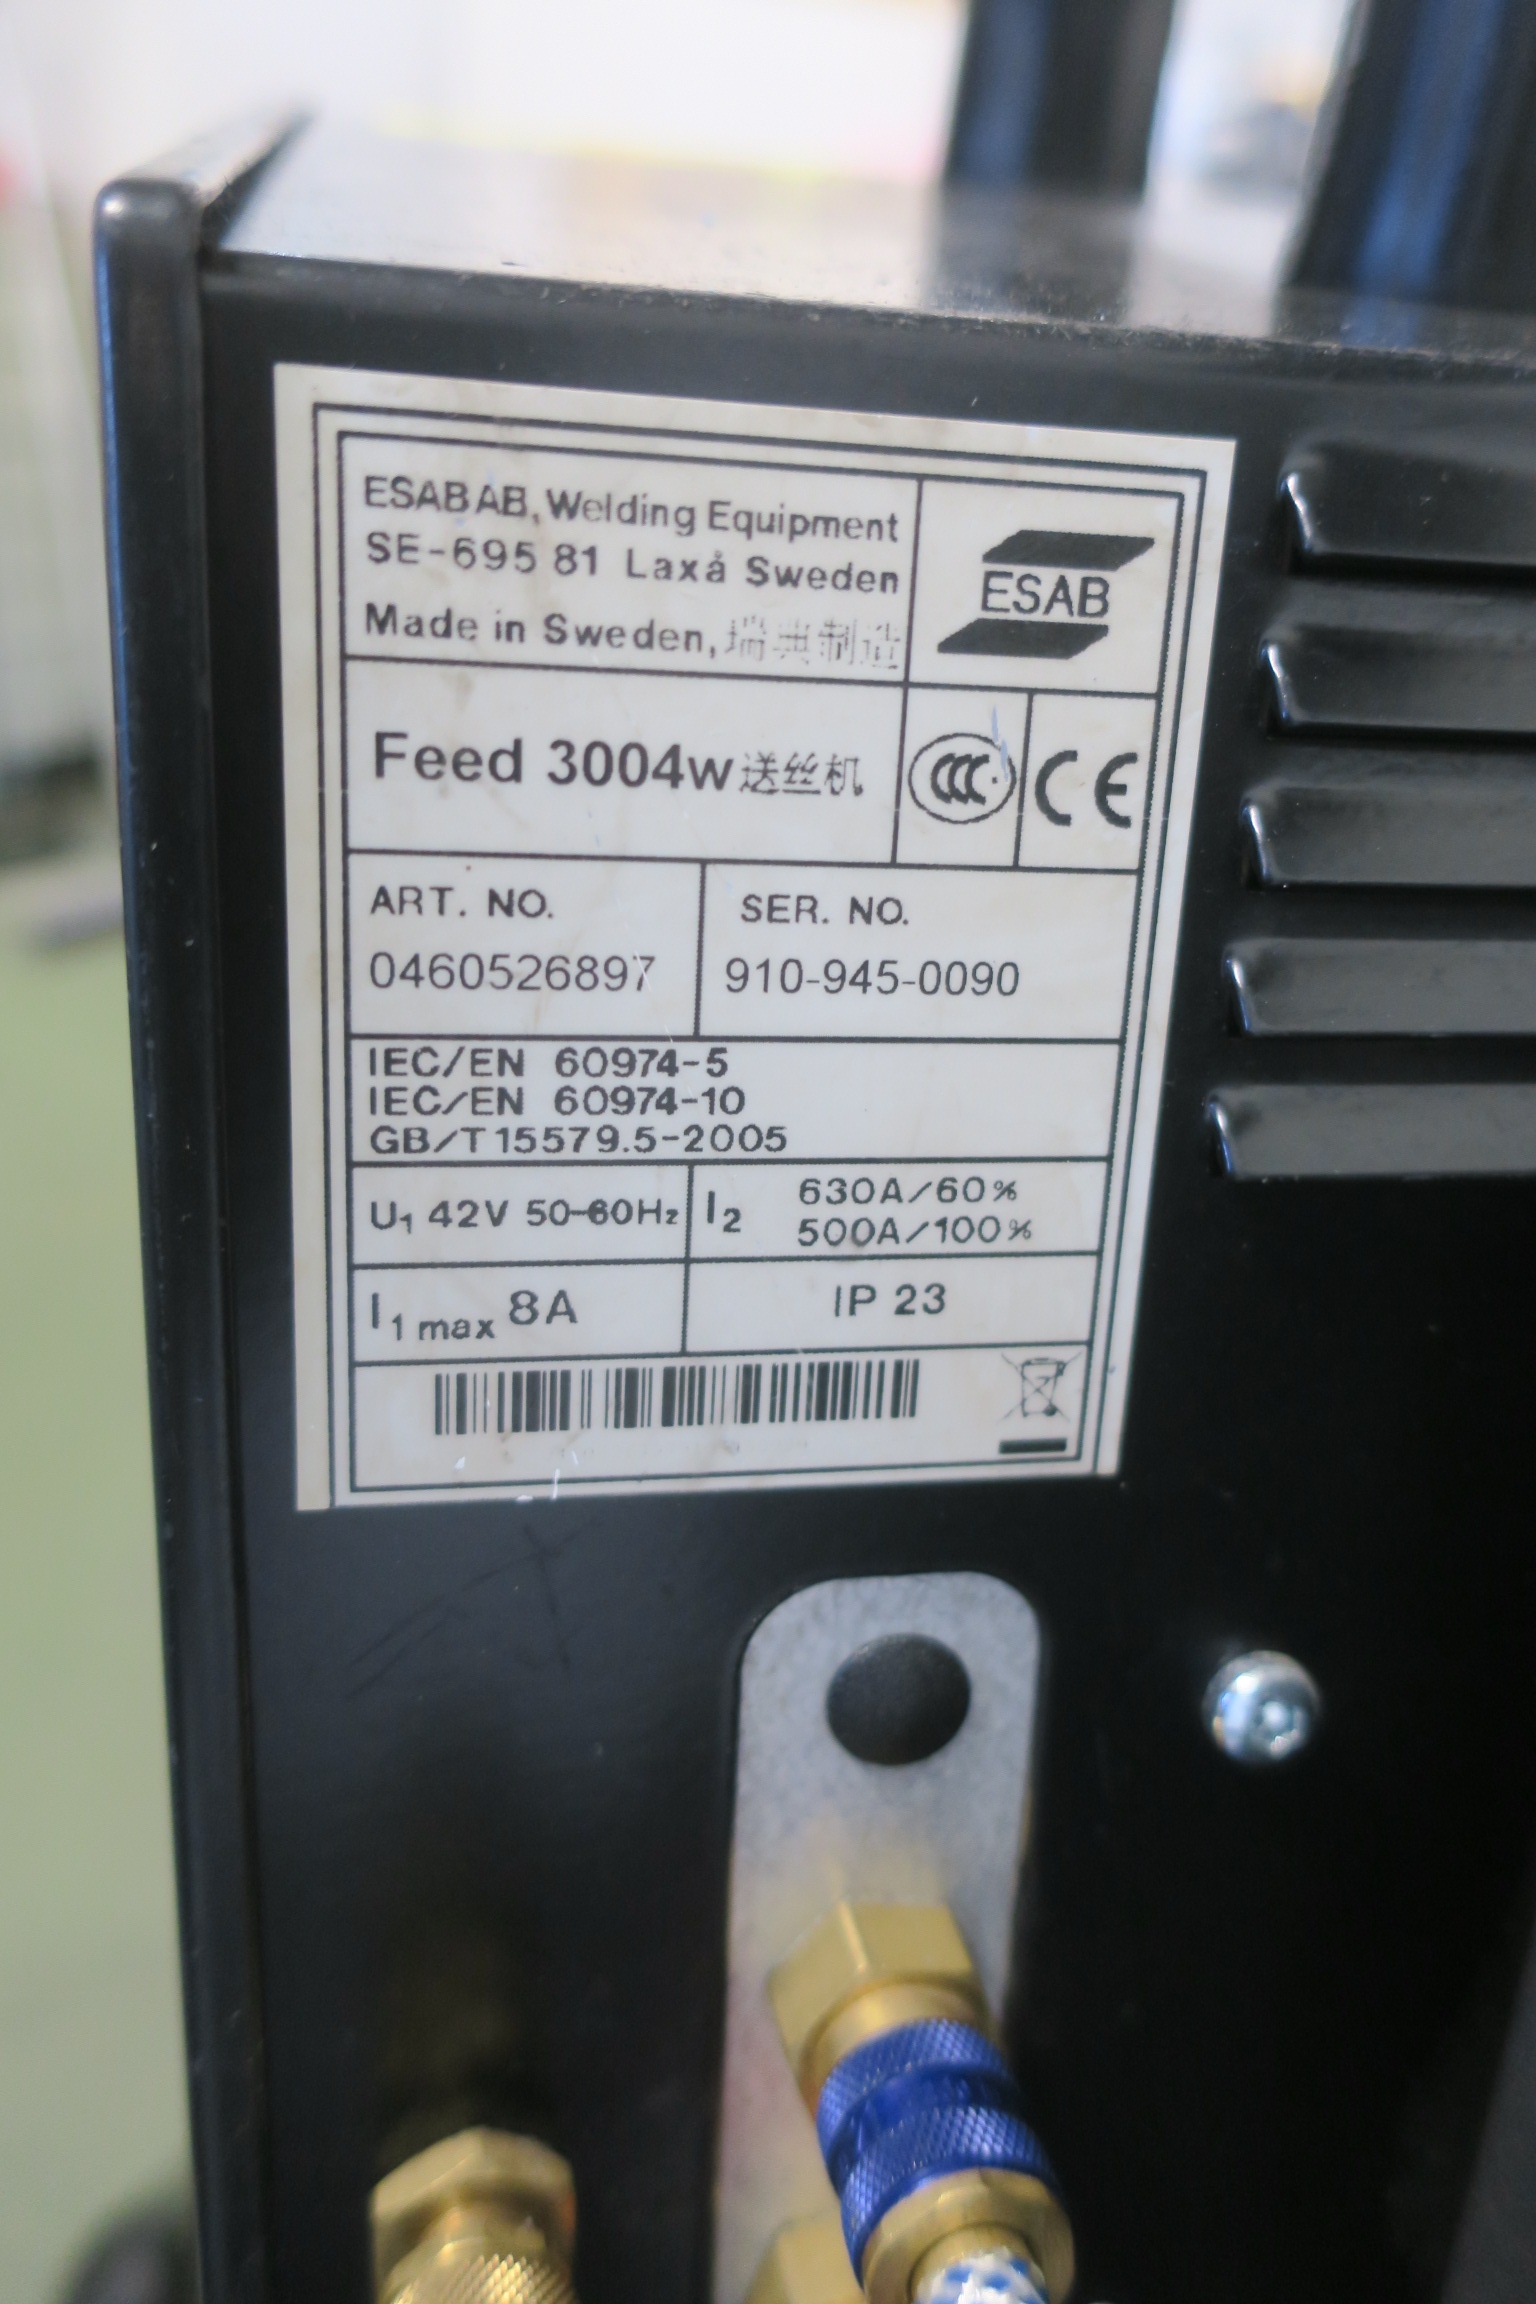 ESAB AB, Welding Equipment
SE-695 81 Laxå Sweden
Made in Sweden, 瑞典制造
ESAB
Feed 3004w 送丝机
CCC
CE
ART. NO.
0460526897
SER. NO.
910-945-0090
IEC/EN 60974-5
IEC/EN 60974-10
GB/T 15579.5-2005
U1 42V 50-60Hz
I2 630A/60%
500A/100%
I1 max 8A
IP 23